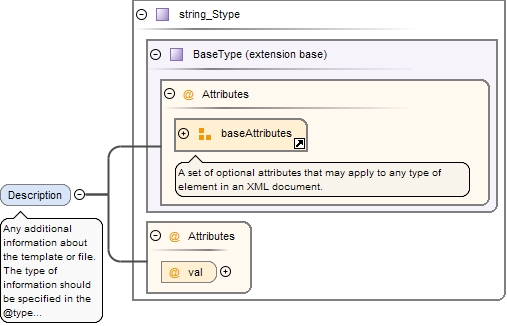 string_Stype
BaseType (extension base)
@ Attributes
baseAttributes
A set of optional attributes that may apply to any type of
element in an XML document.
Description
Any additional
information about
the template or file.
The type of
information should
be specified in the
@type...
@ Attributes
@ val